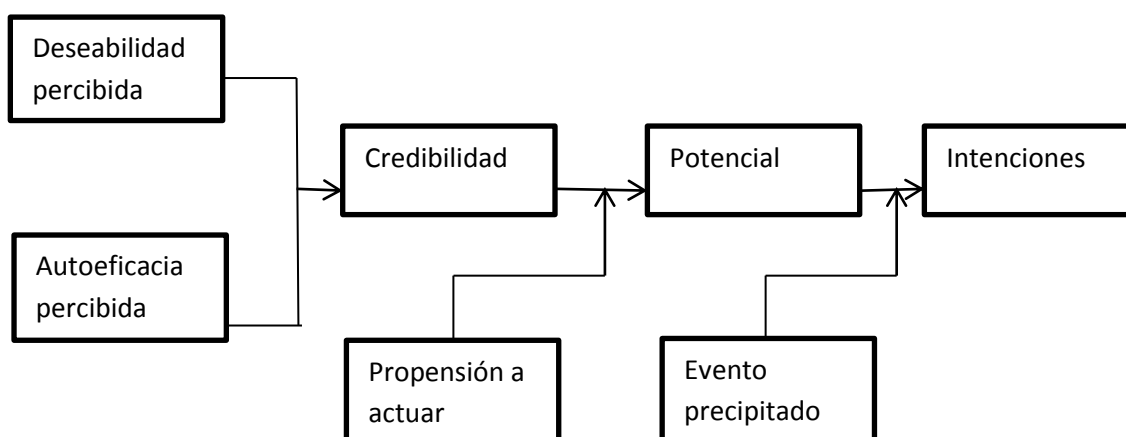 Deseabilidad
percibida
Credibilidad
Potencial
Intenciones
Autoeficacia
percibida
Propensión a
actuar
Evento
precipitado